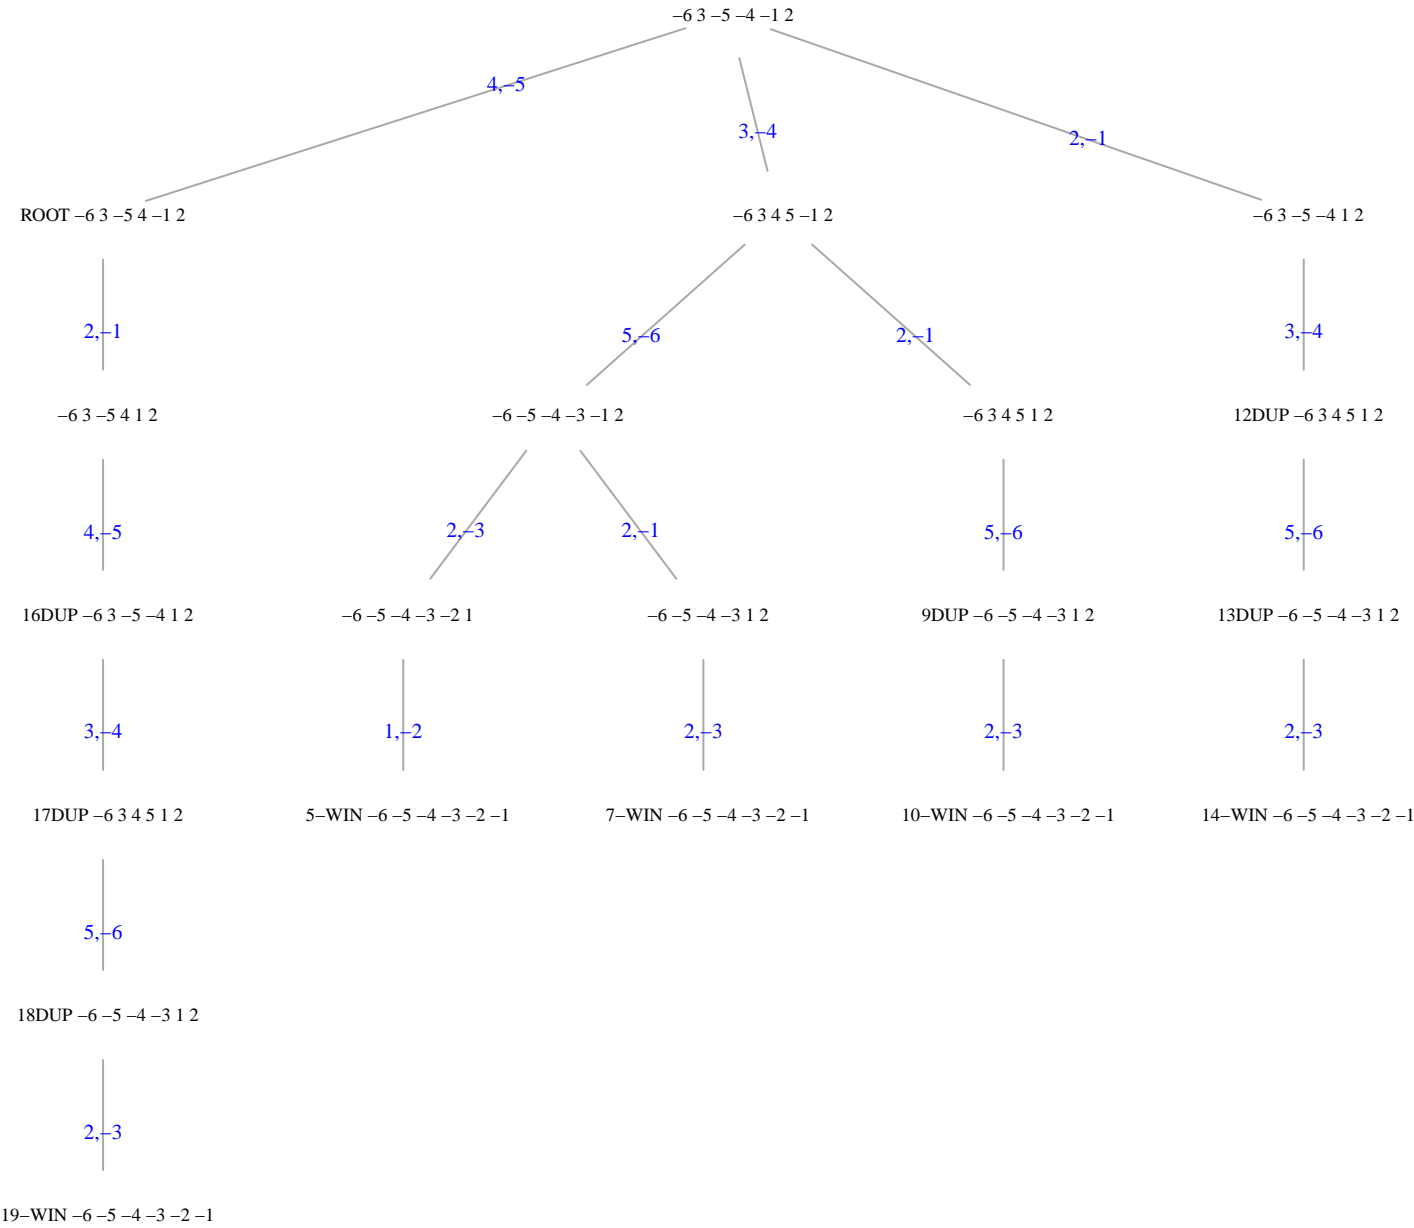 –6 3 –5 –4 –1 2
4,–5
3,–4
2,–1
ROOT –6 3 –5 4 –1 2
–6 3 4 5 –1 2
–6 3 –5 –4 1 2
2,–1
5,–6
2,–1
3,–4
–6 3 –5 4 1 2
–6 –5 –4 –3 –1 2
–6 3 4 5 1 2
12DUP –6 3 4 5 1 2
4,–5
2,–3
2,–1
5,–6
5,–6
16DUP –6 3 –5 –4 1 2
–6 –5 –4 –3 –2 1
–6 –5 –4 –3 1 2
9DUP –6 –5 –4 –3 1 2
13DUP –6 –5 –4 –3 1 2
3,–4
1,–2
2,–3
2,–3
2,–3
17DUP –6 3 4 5 1 2
5–WIN –6 –5 –4 –3 –2 –1
7–WIN –6 –5 –4 –3 –2 –1
10–WIN –6 –5 –4 –3 –2 –1
14–WIN –6 –5 –4 –3 –2 –1
5,–6
18DUP –6 –5 –4 –3 1 2
2,–3
19–WIN –6 –5 –4 –3 –2 –1